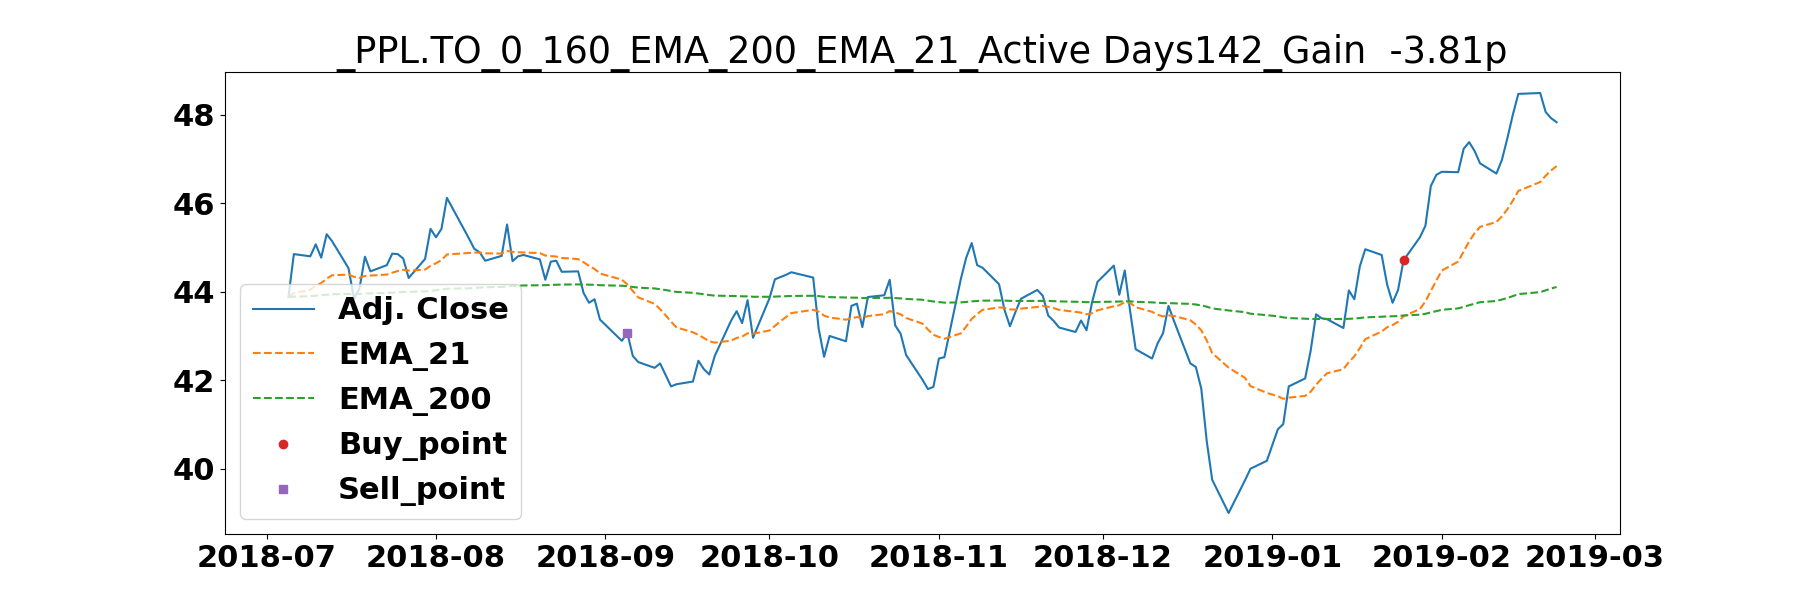 _PPL.TO_0_160_EMA_200_EMA_21_Active Days142_Gain  -3.81p
48
46
44
42
40
Adj. Close
EMA_21
EMA_200
Buy_point
Sell_point
2018-07 2018-08 2018-09 2018-10 2018-11 2018-12 2019-01 2019-02 2019-03